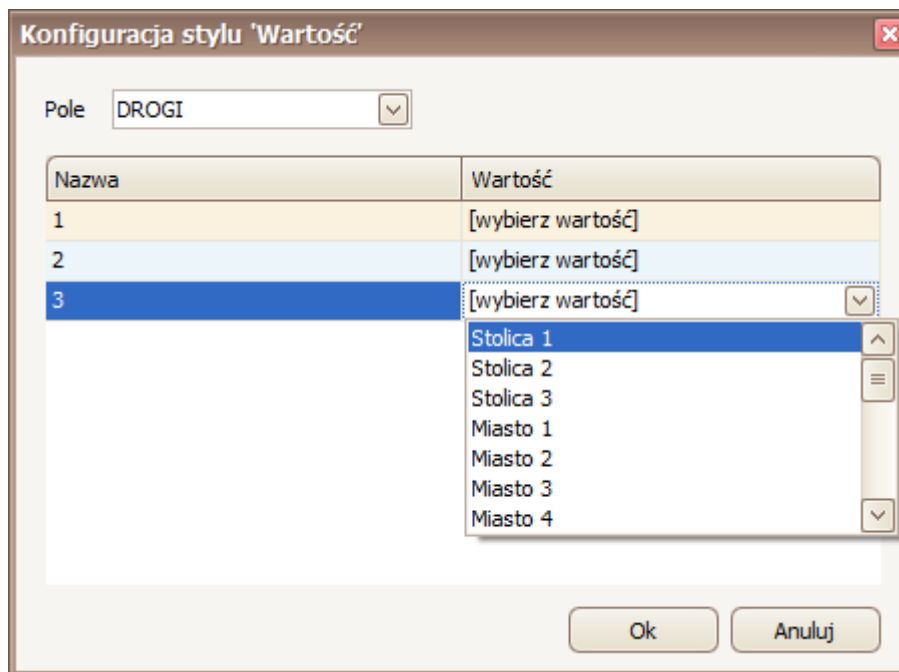 Konfiguracja stylu 'Wartość'
Pole DROGI
Nazwa Wartość
1 [wybierz wartość]
2 [wybierz wartość]
3 [wybierz wartość]
Stolica 1
Stolica 2
Stolica 3
Miasto 1
Miasto 2
Miasto 3
Miasto 4
Ok Anuluj